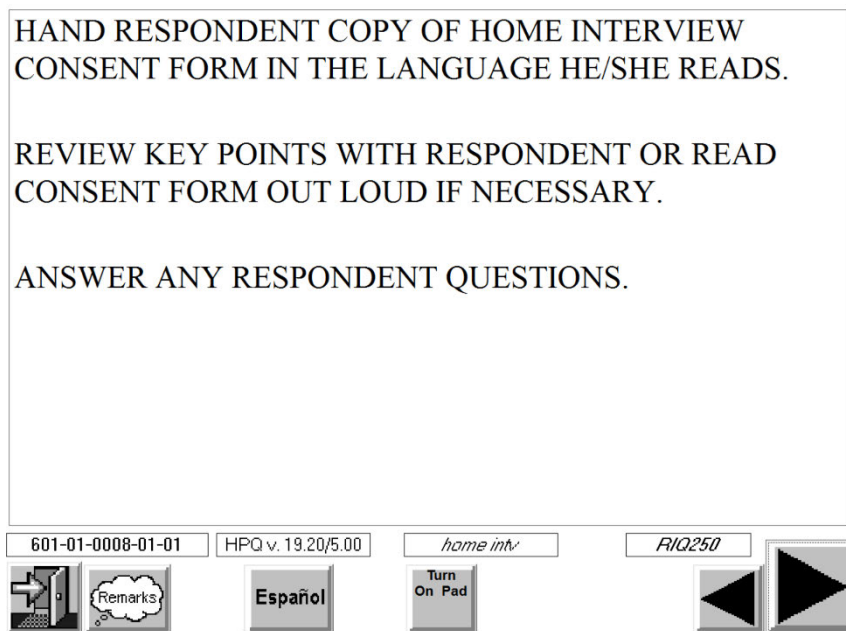 HAND RESPONDENT COPY OF HOME INTERVIEW
CONSENT FORM IN THE LANGUAGE HE/SHE READS.
REVIEW KEY POINTS WITH RESPONDENT OR READ
CONSENT FORM OUT LOUD IF NECESSARY.
ANSWER ANY RESPONDENT QUESTIONS.
601-01-0008-01-01 HPQ v. 19.20/5.00 home intv RIQ250
Remarks
Español
Turn
On Pad